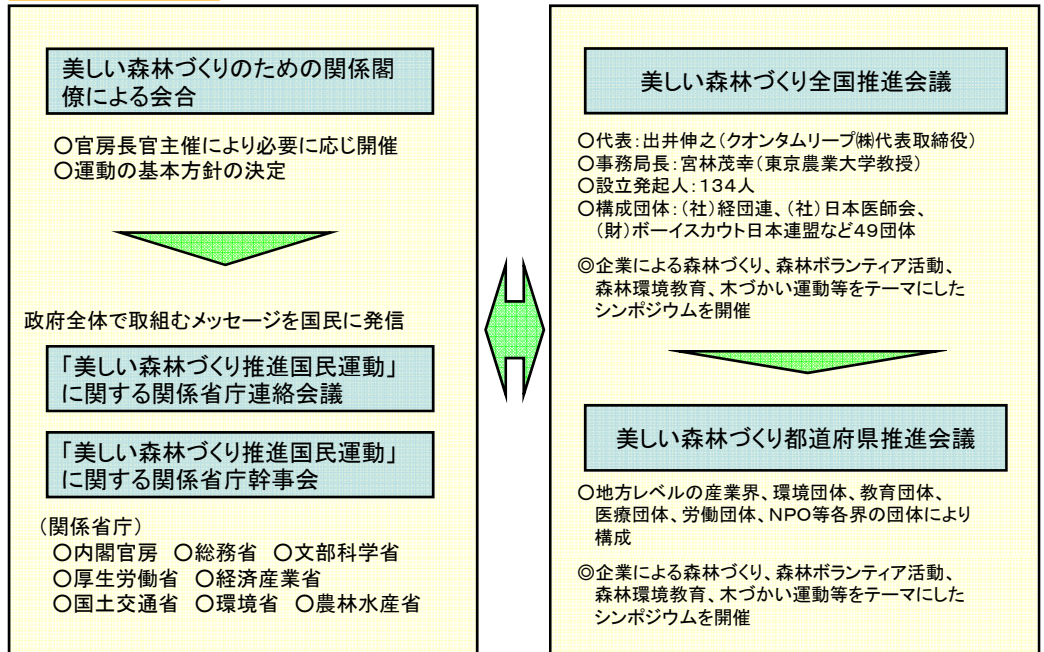 美しい森林づくりのための関係閣
僚による会合
○官房長官主催により必要に応じ開催
○運動の基本方針の決定
政府全体で取組むメッセージを国民に発信
「美しい森林づくり推進国民運動」
に関する関係省庁連絡会議
「美しい森林づくり推進国民運動」
に関する関係省庁幹事会
(関係省庁)
○内閣官房 ○総務省 ○文部科学省
○厚生労働省 ○経済産業省
○国土交通省 ○環境省 ○農林水産省
美しい森林づくり全国推進会議
○代表:出井伸之(クオンタムリープ㈱代表取締役)
○事務局長:宮林茂幸(東京農業大学教授)
○設立発起人:134人
○構成団体:(社)経団連、(社)日本医師会、
(財)ボーイスカウト日本連盟など49団体
◎企業による森林づくり、森林ボランティア活動、
森林環境教育、木づかい運動等をテーマにした
シンポジウムを開催
美しい森林づくり都道府県推進会議
○地方レベルの産業界、環境団体、教育団体、
医療団体、労働団体、NPO等各界の団体により
構成
◎企業による森林づくり、森林ボランティア活動、
森林環境教育、木づかい運動等をテーマにした
シンポジウムを開催